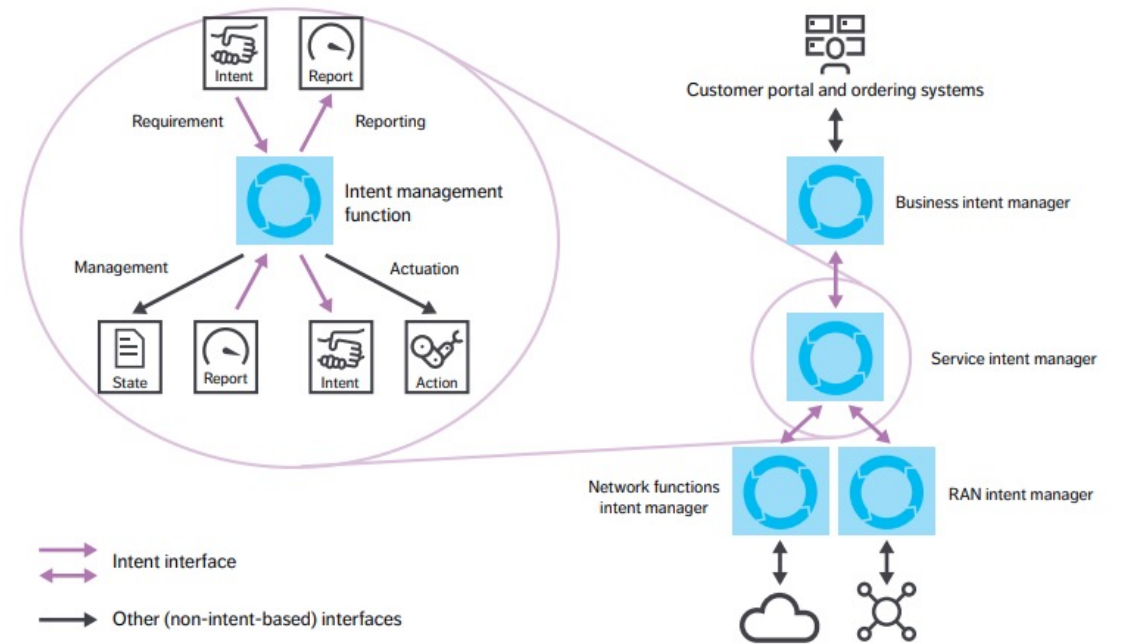 Intent
Report
Requirement
Reporting
Intent management
function
Management
Actuation
State
Report
Intent
Action
Customer portal and ordering systems
Business intent manager
Service intent manager
Network functions
intent manager
RAN intent manager
Intent interface
Other (non-intent-based) interfaces